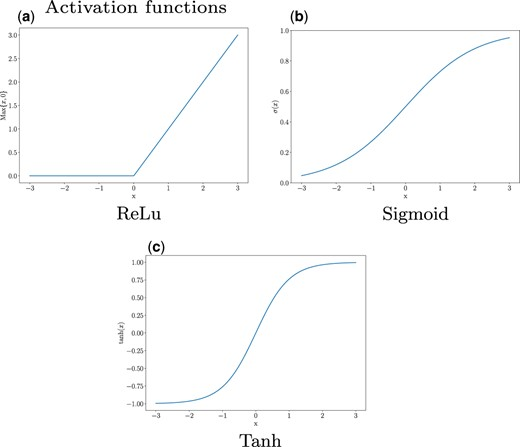 Activation functions
(a)
3.0
2.5
2.0
1.5
1.0
0.5
0.0
Max{x, 0}
−3 −2 −1 0 1 2 3
x
ReLu
(b)
1.0
0.8
0.6
0.4
0.2
0.0
σ(x)
−3 −2 −1 0 1 2 3
x
Sigmoid
(c)
1.00
0.75
0.50
0.25
0.00
−0.25
−0.50
−0.75
−1.00
tanh(x)
−3 −2 −1 0 1 2 3
x
Tanh